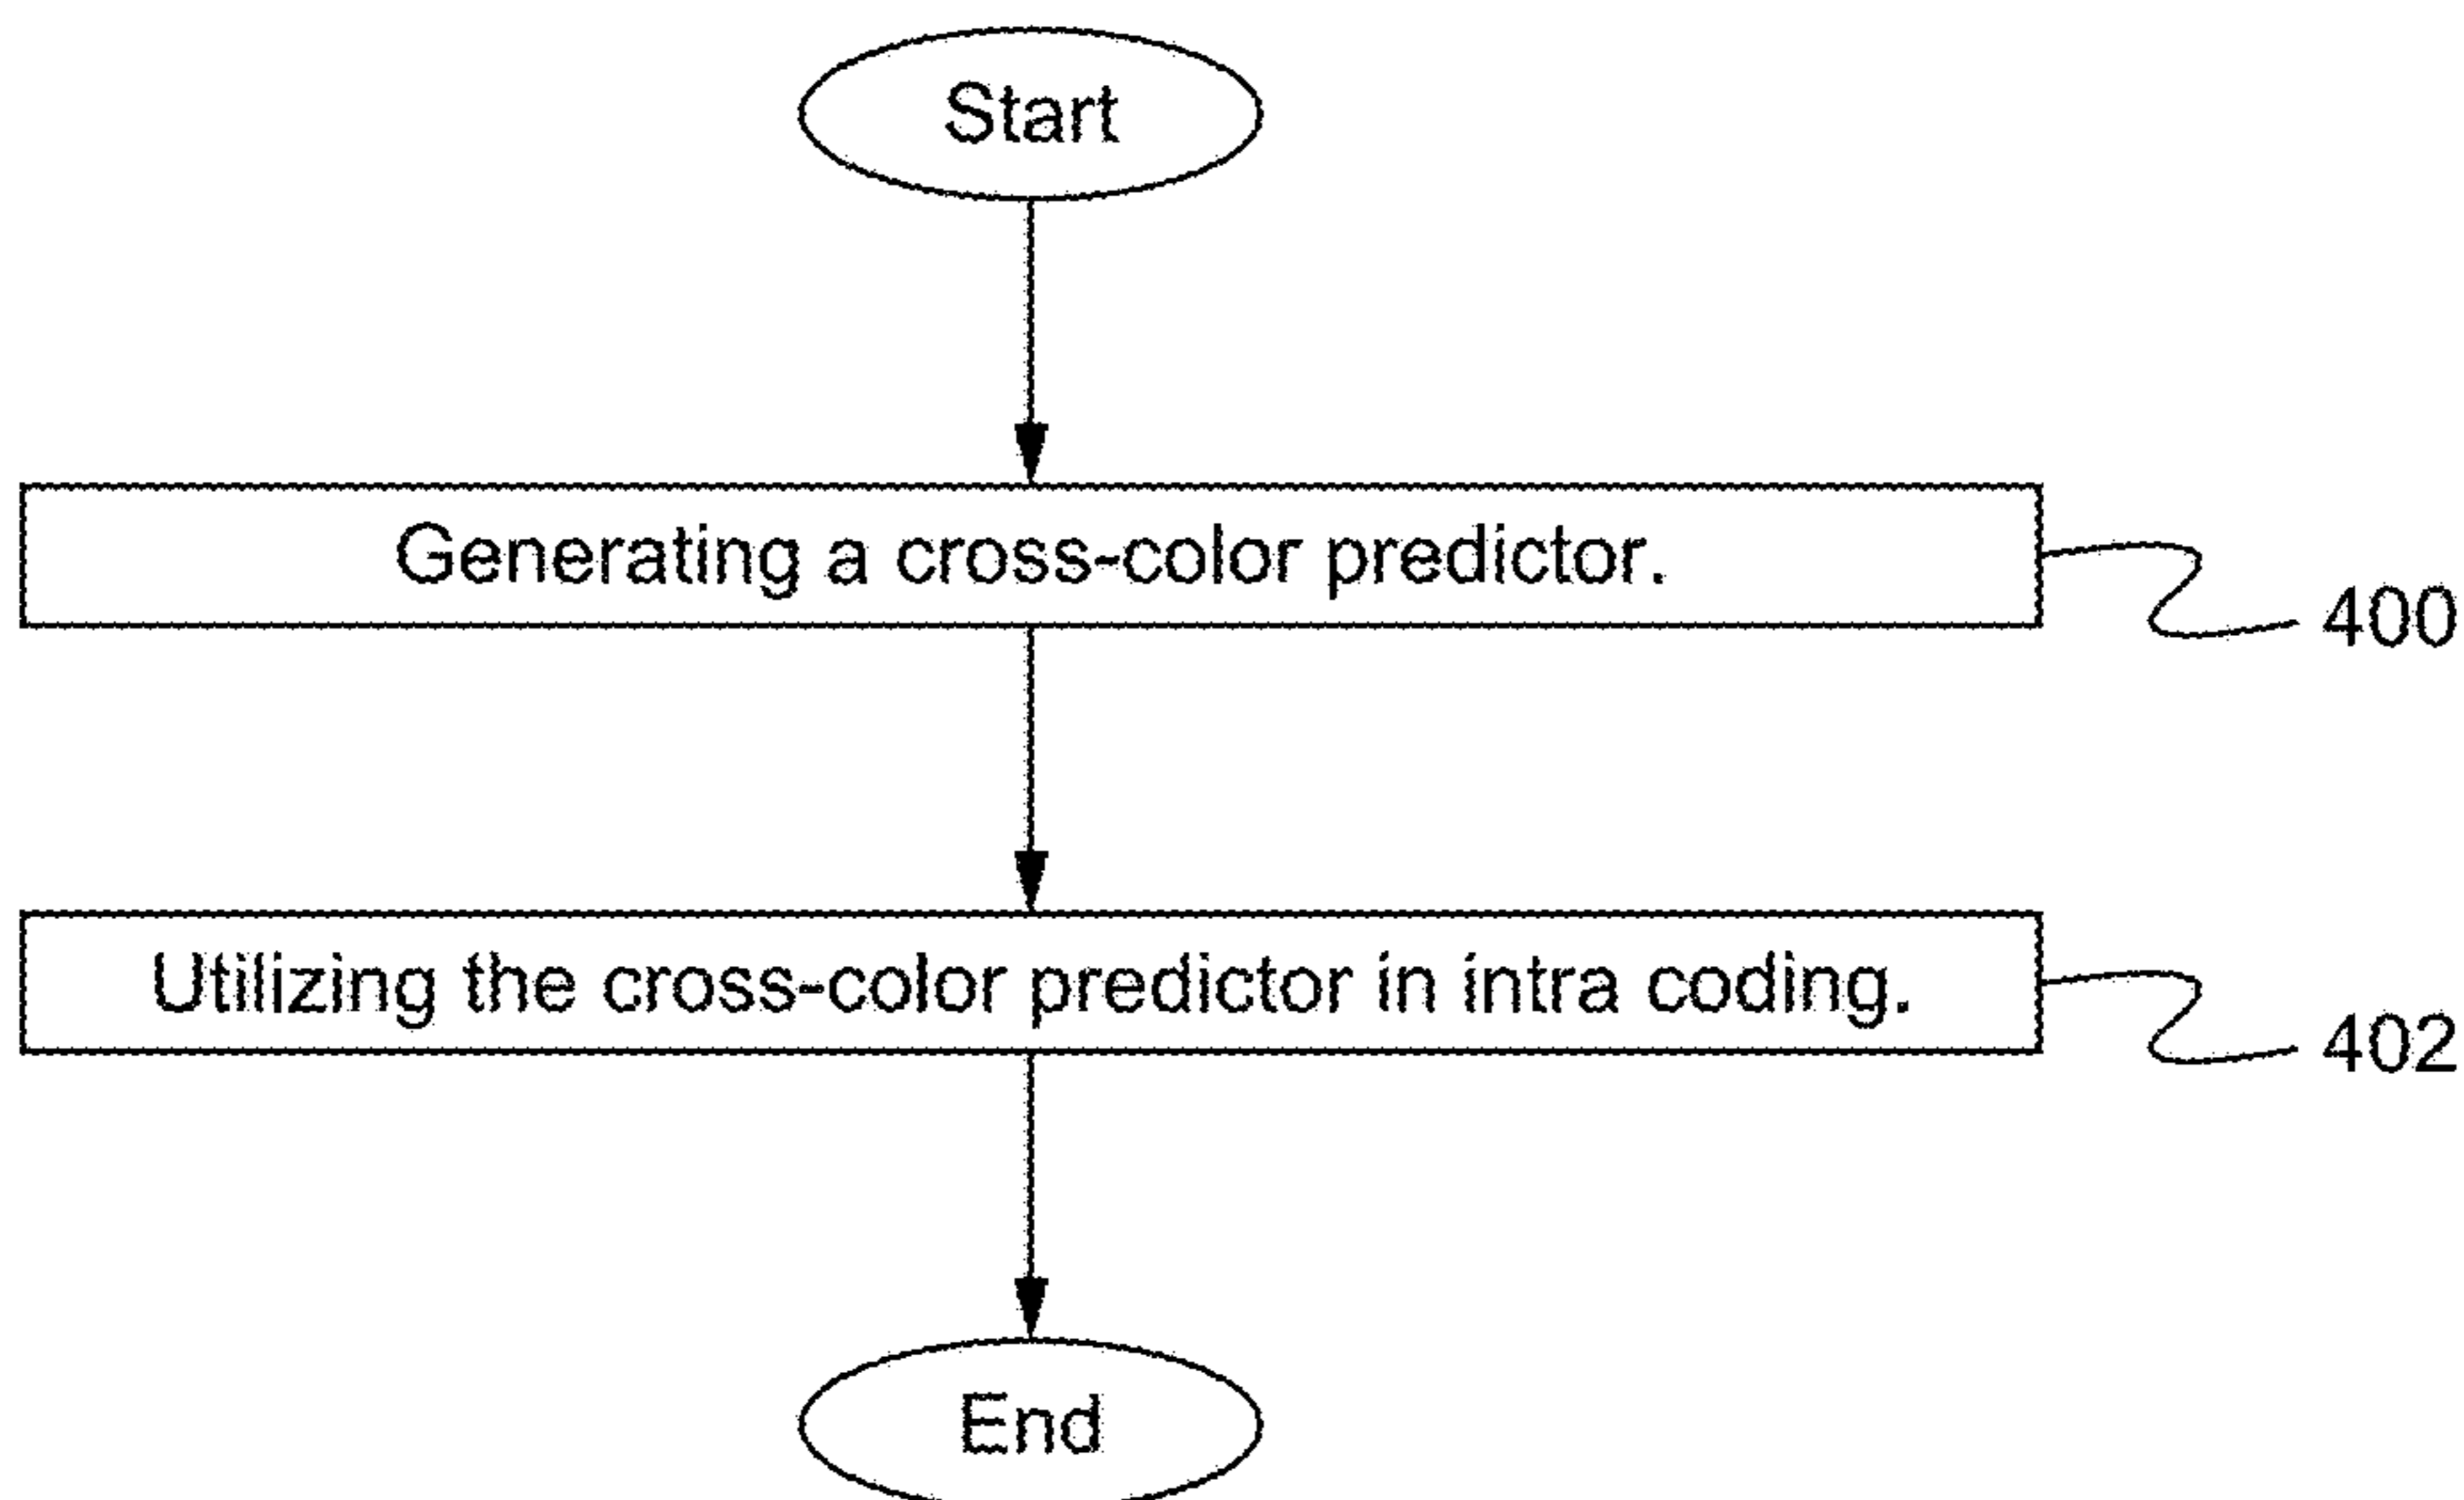 Start
Generating a cross-color predictor.
400
Utilizing the cross-color predictor in intra coding.
402
End